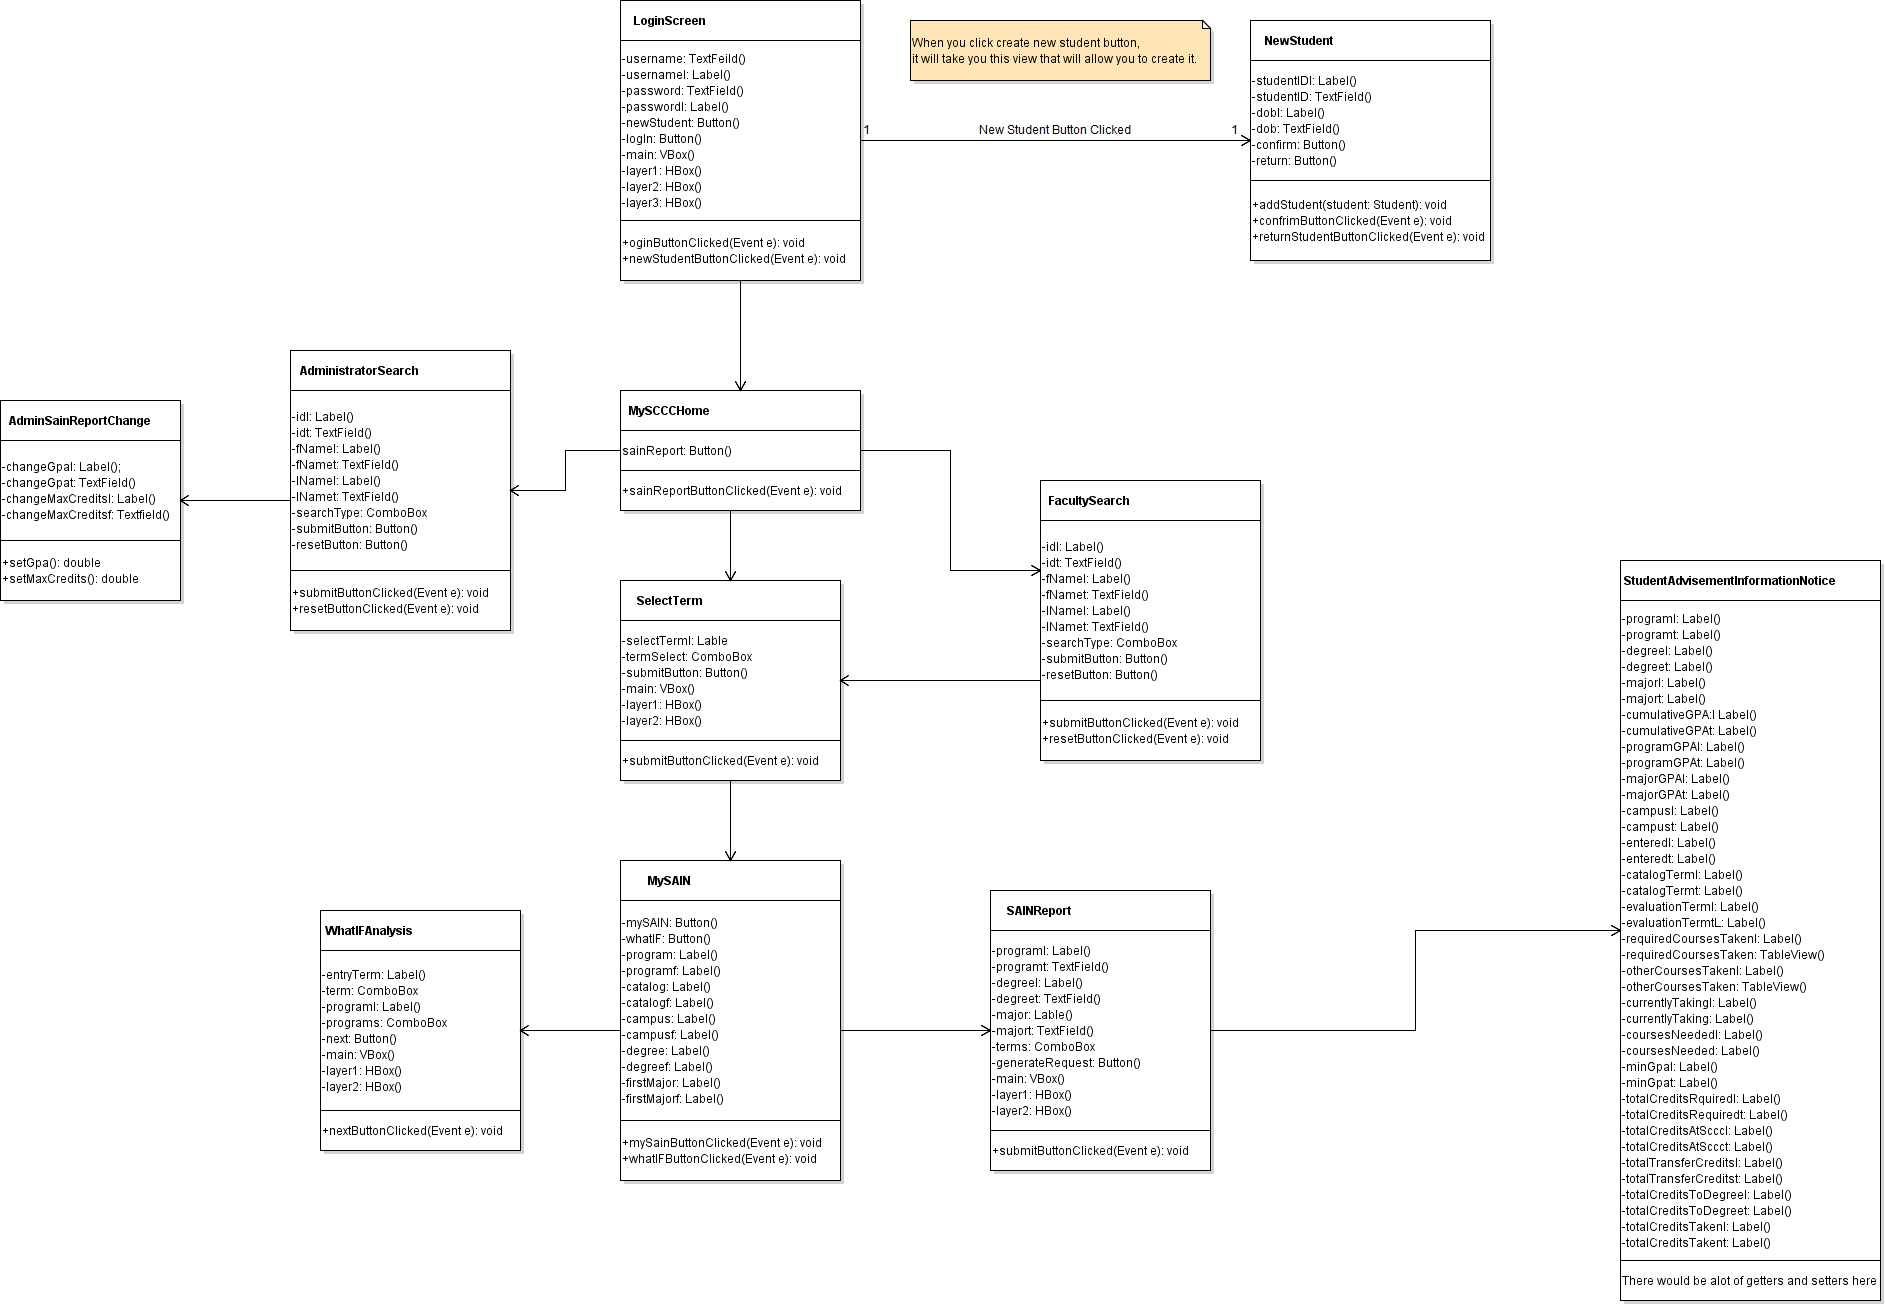 LoginScreen
-username: TextFeild()
-usernamel: Label()
-password: TextField()
-passwordl: Label()
-newStudent: Button()
-logIn: Button()
-main: VBox()
-layer1: HBox()
-layer2: HBox()
-layer3: HBox()
+oginButtonClicked(Event e): void
+newStudentButtonClicked(Event e): void
When you click create new student button,
it will take you this view that will allow you to create it.
1
New Student Button Clicked
1
NewStudent
-studentIDl: Label()
-studentID: TextField()
-dobl: Label()
-dob: TextField()
-confirm: Button()
-return: Button()
+addStudent(student: Student): void
+confrimButtonClicked(Event e): void
+returnStudentButtonClicked(Event e): void
AdminSainReportChange
-changeGpal: Label();
-changeGpat: TextField()
-changeMaxCreditsl: Label()
-changeMaxCreditsf: Textfield()
+setGpa(): double
+setMaxCredits(): double
AdministratorSearch
-idl: Label()
-idt: TextField()
-fNamel: Label()
-fNamet: TextField()
-lNamel: Label()
-lNamet: TextField()
-searchType: ComboBox
-submitButton: Button()
-resetButton: Button()
+submitButtonClicked(Event e): void
+resetButtonClicked(Event e): void
MySCCCHome
sainReport: Button()
+sainReportButtonClicked(Event e): void
FacultySearch
-idl: Label()
-idt: TextField()
-fNamel: Label()
-fNamet: TextField()
-lNamel: Label()
-lNamet: TextField()
-searchType: ComboBox
-submitButton: Button()
-resetButton: Button()
+submitButtonClicked(Event e): void
+resetButtonClicked(Event e): void
SelectTerm
-selectTerml: Lable
-termSelect: ComboBox
-submitButton: Button()
-main: VBox()
-layer1: HBox()
-layer2: HBox()
+submitButtonClicked(Event e): void
WhatIFAnalysis
-entryTerm: Label()
-term: ComboBox
-programl: Label()
-programs: ComboBox
-next: Button()
-main: VBox()
-layer1: HBox()
-layer2: HBox()
+nextButtonClicked(Event e): void
MySAIN
-mySAIN: Button()
-whatIF: Button()
-program: Label()
-programf: Label()
-catalog: Label()
-catalogf: Label()
-campus: Label()
-campusf: Label()
-degree: Label()
-degreef: Label()
-firstMajor: Label()
-firstMajorf: Label()
+mySainButtonClicked(Event e): void
+whatIFButtonClicked(Event e): void
SAINReport
-programl: Label()
-programt: TextField()
-degreel: Label()
-degreet: TextField()
-major: Lable()
-majort: TextField()
-terms: ComboBox
-generateRequest: Button()
-main: VBox()
-layer1: HBox()
-layer2: HBox()
+submitButtonClicked(Event e): void
StudentAdvisementInformationNotice
-programl: Label()
-programt: Label()
-degreel: Label()
-degreet: Label()
-majorl: Label()
-majort: Label()
-cumulativeGPA:l Label()
-cumulativeGPAt: Label()
-programGPAl: Label()
-programGPAt: Label()
-majorGPAl: Label()
-majorGPAt: Label()
-campusl: Label()
-campust: Label()
-enteredl: Label()
-enteredt: Label()
-catalogTerml: Label()
-catalogTermt: Label()
-evaluationTerml: Label()
-evaluationTermtL: Label()
-requiredCoursesTakenl: Label()
-requiredCoursesTaken: TableView()
-otherCoursesTakenl: Label()
-otherCoursesTaken: TableView()
-currentlyTakingl: Label()
-currentlyTaking: Label()
-coursesNeededl: Label()
-coursesNeeded: Label()
-minGpal: Label()
-minGpat: Label()
-totalCreditsRquiredl: Label()
-totalCreditsRequiredt: Label()
-totalCreditsAtScccl: Label()
-totalCreditsAtSccct: Label()
-totalTransferCreditsl: Label()
-totalTransferCreditst: Label()
-totalCreditsToDegreel: Label()
-totalCreditsToDegreet: Label()
-totalCreditsTakenl: Label()
-totalCreditsTakent: Label()
There would be alot of getters and setters here